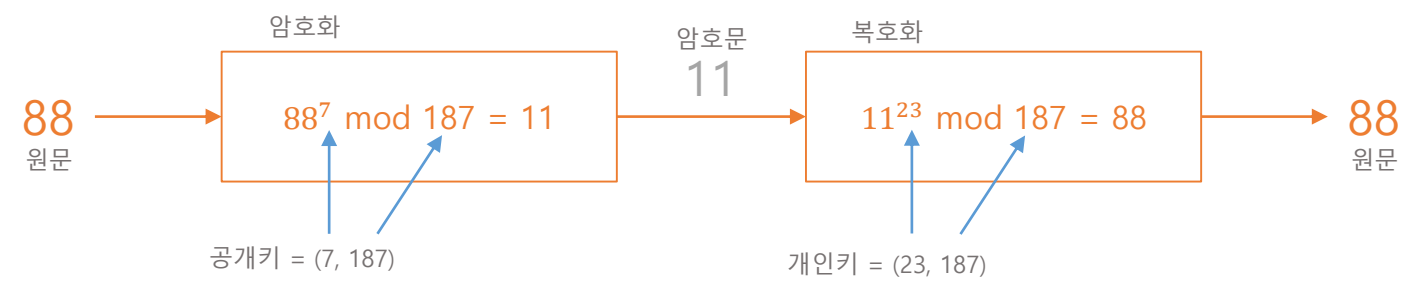 암호화
복호화
암호문
11
88
원문
88⁷ mod 187 = 11
11²³ mod 187 = 88
88
원문
공개키 = (7, 187)
개인키 = (23, 187)